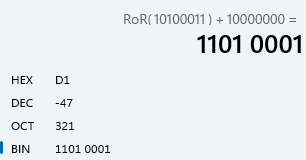 RoR( 10100011 ) + 10000000 =
1101 0001
HEX D1
DEC -47
OCT 321
BIN 1101 0001